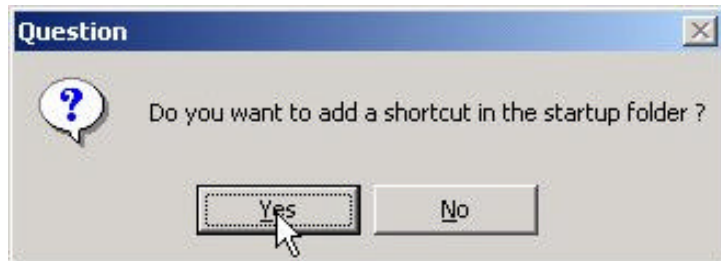 Question
Do you want to add a shortcut in the startup folder ?
Yes
No